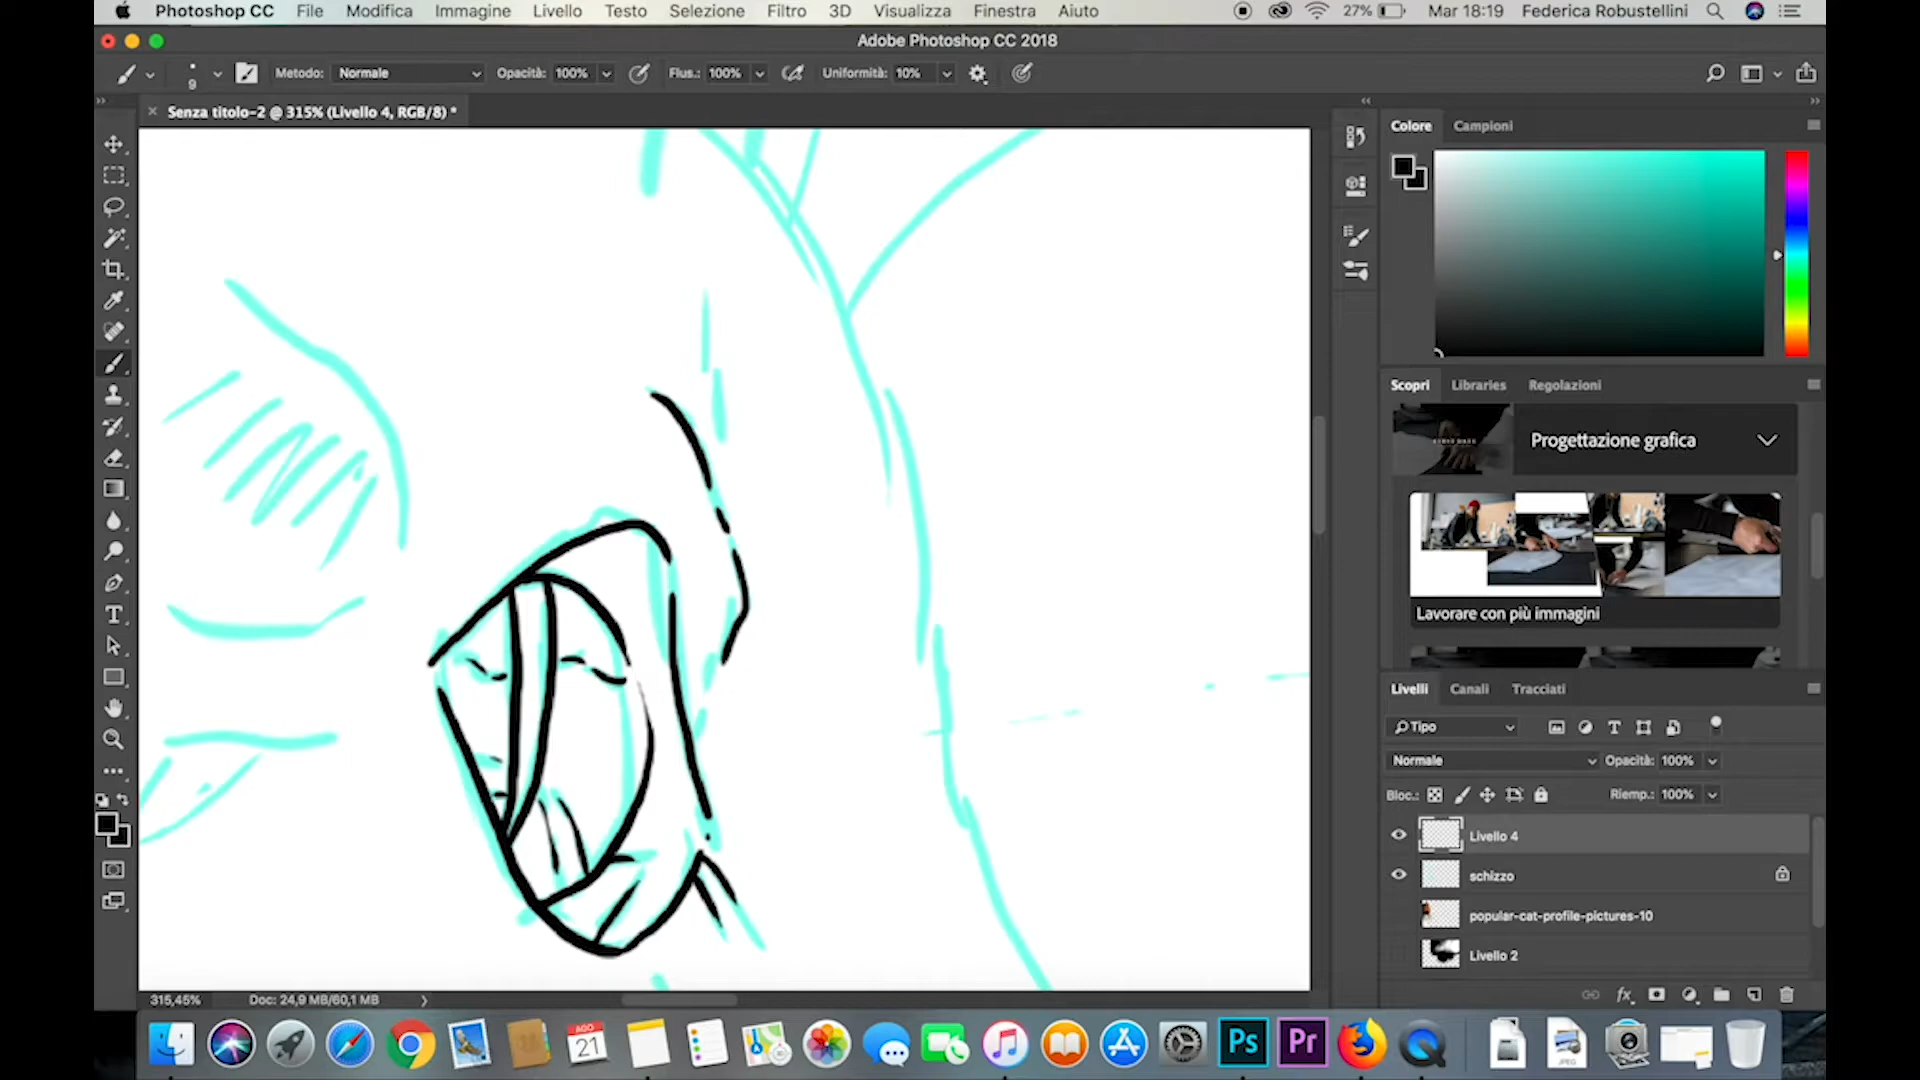 Photoshop CC File Modifica Immagine Livello Testo Selezione Filtro 3D Visualizza Finestra Aiuto 27% Mar 18:19 Federica Robustellini
Adobe Photoshop CC 2018
9 Metodo: Normale Opacità: 100% Flus.: 100% Uniformità: 10%
Senza titolo-2 @ 315% (Livello 4, RGB/8) *
Colore Campioni
Scopri Libraries Regolazioni
Progettazione grafica
Lavorare con più immagini
Livelli Canali Tracciati
Tipo
Normale Opacità: 100%
Bloc.: Riemp.: 100%
Livello 4
schizzo
popular-cat-profile-pictures-10
Livello 2
315,45% Doc: 24,9 MB/60,1 MB
AGO
21
Ps
Pr
JPEG